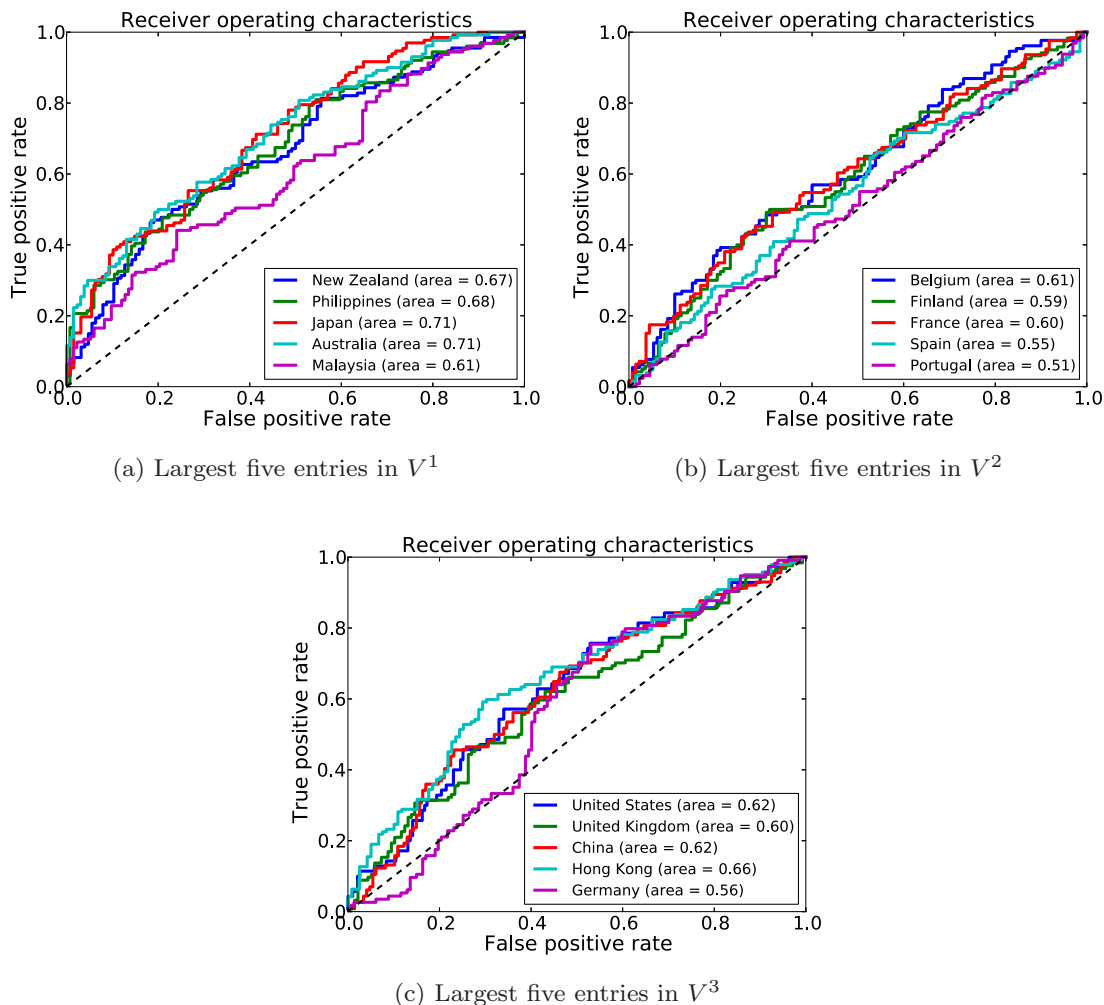 Receiver operating characteristics
True positive rate
1.0
0.8
0.6
0.4
0.2
0.0
New Zealand (area = 0.67)
Philippines (area = 0.68)
Japan (area = 0.71)
Australia (area = 0.71)
Malaysia (area = 0.61)
0.0 0.2 0.4 0.6 0.8 1.0
False positive rate
(a) Largest five entries in V¹
Receiver operating characteristics
True positive rate
1.0
0.8
0.6
0.4
0.2
0.0
Belgium (area = 0.61)
Finland (area = 0.59)
France (area = 0.60)
Spain (area = 0.55)
Portugal (area = 0.51)
0.0 0.2 0.4 0.6 0.8 1.0
False positive rate
(b) Largest five entries in V²
Receiver operating characteristics
True positive rate
1.0
0.8
0.6
0.4
0.2
0.0
United States (area = 0.62)
United Kingdom (area = 0.60)
China (area = 0.62)
Hong Kong (area = 0.66)
Germany (area = 0.56)
0.0 0.2 0.4 0.6 0.8 1.0
False positive rate
(c) Largest five entries in V³